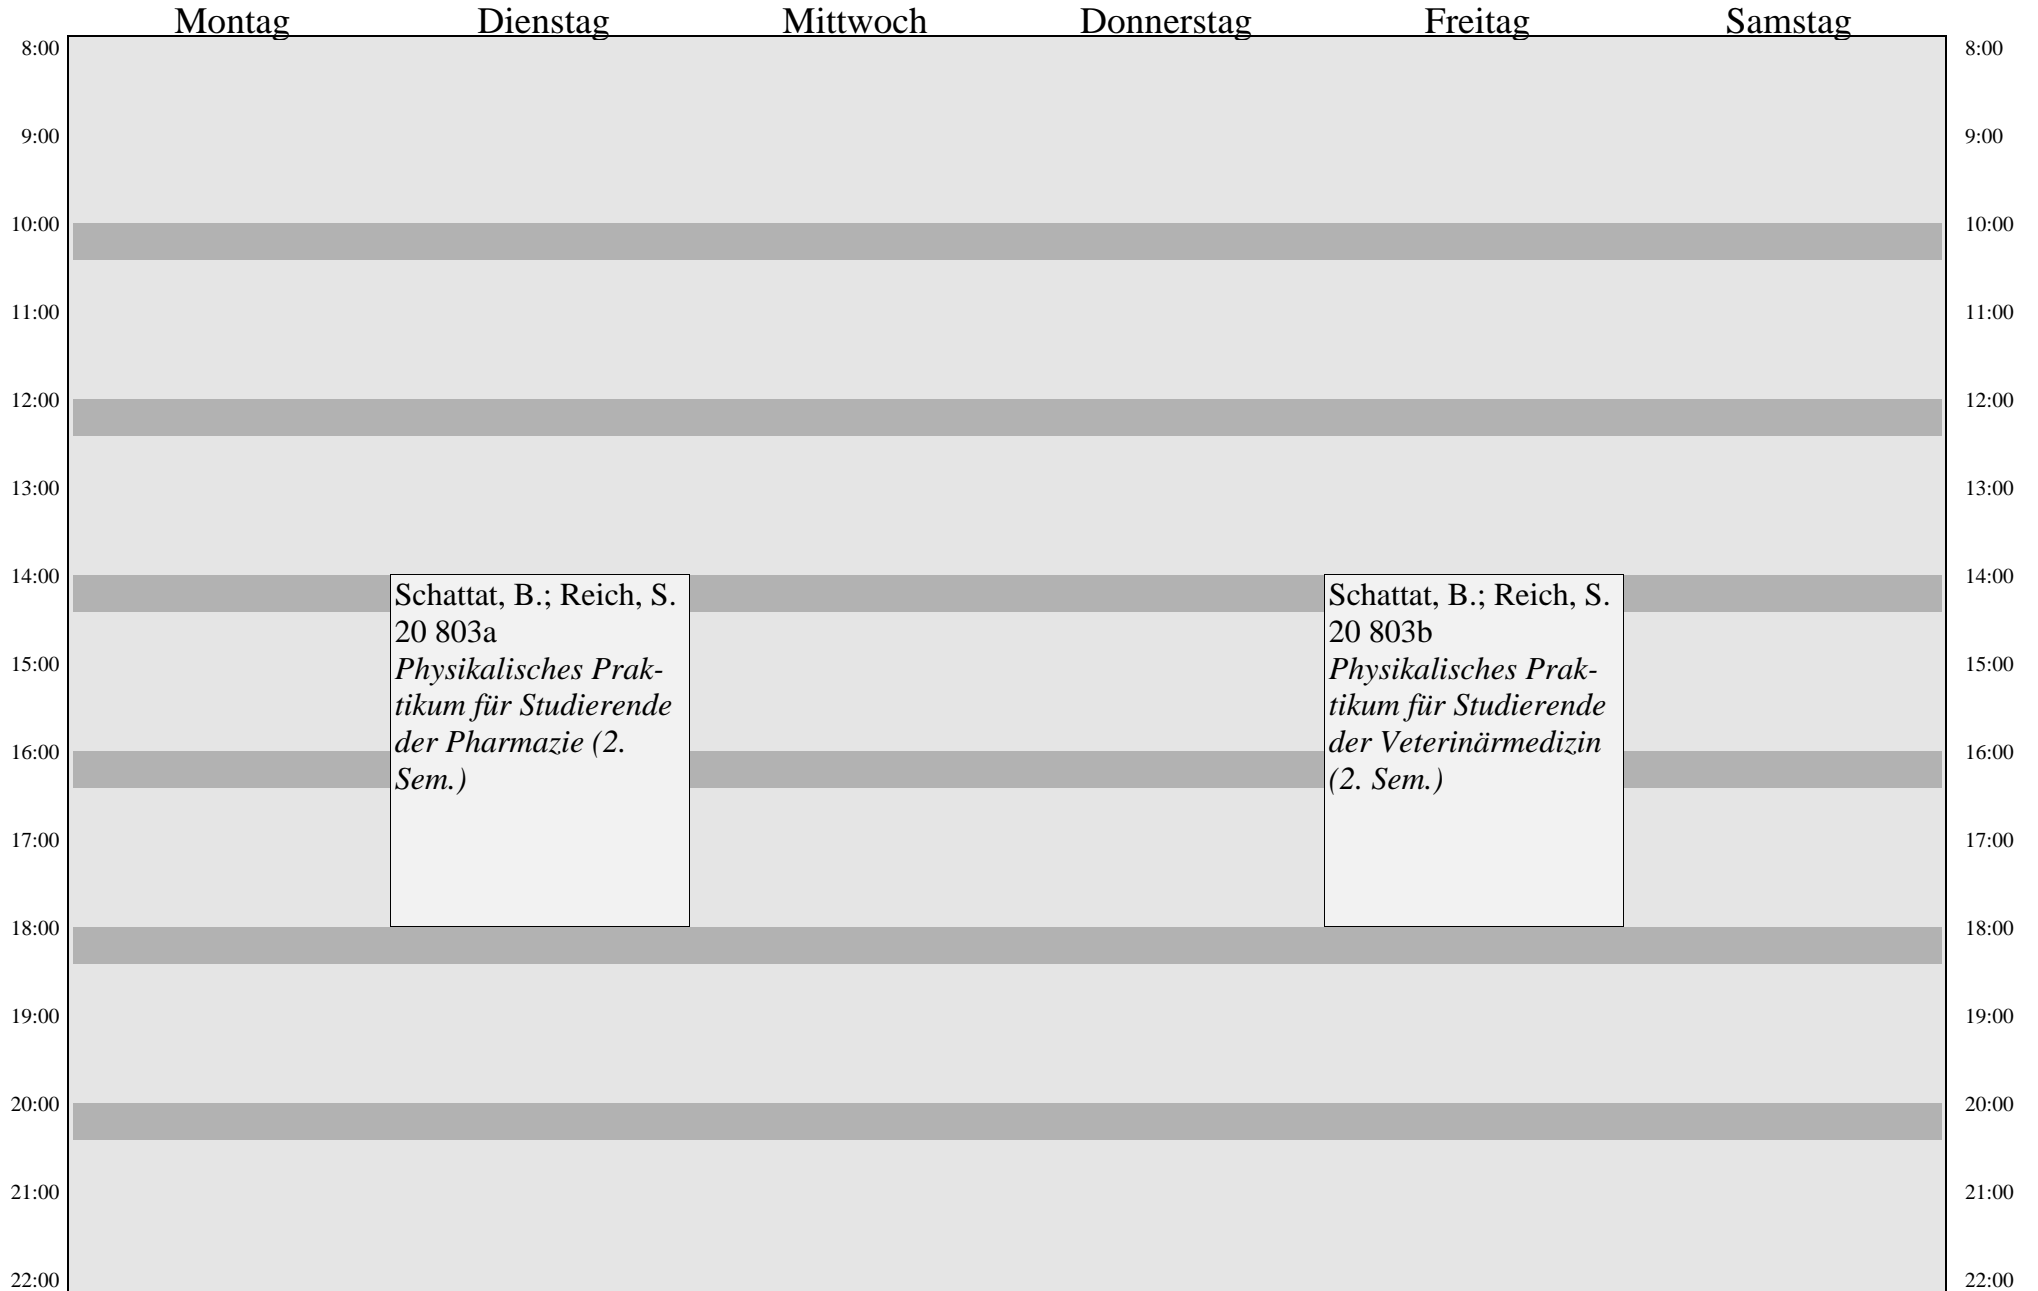 Montag Dienstag Mittwoch Donnerstag Freitag Samstag
8:00 8:00
9:00 9:00
10:00 10:00
11:00 11:00
12:00 12:00
13:00 13:00
14:00 14:00
Schattat, B.; Reich, S.
20 803a
Physikalisches Prak-
tikum für Studierende
der Pharmazie (2.
Sem.)
Schattat, B.; Reich, S.
20 803b
Physikalisches Prak-
tikum für Studierende
der Veterinärmedizin
(2. Sem.)
15:00 15:00
16:00 16:00
17:00 17:00
18:00 18:00
19:00 19:00
20:00 20:00
21:00 21:00
22:00 22:00